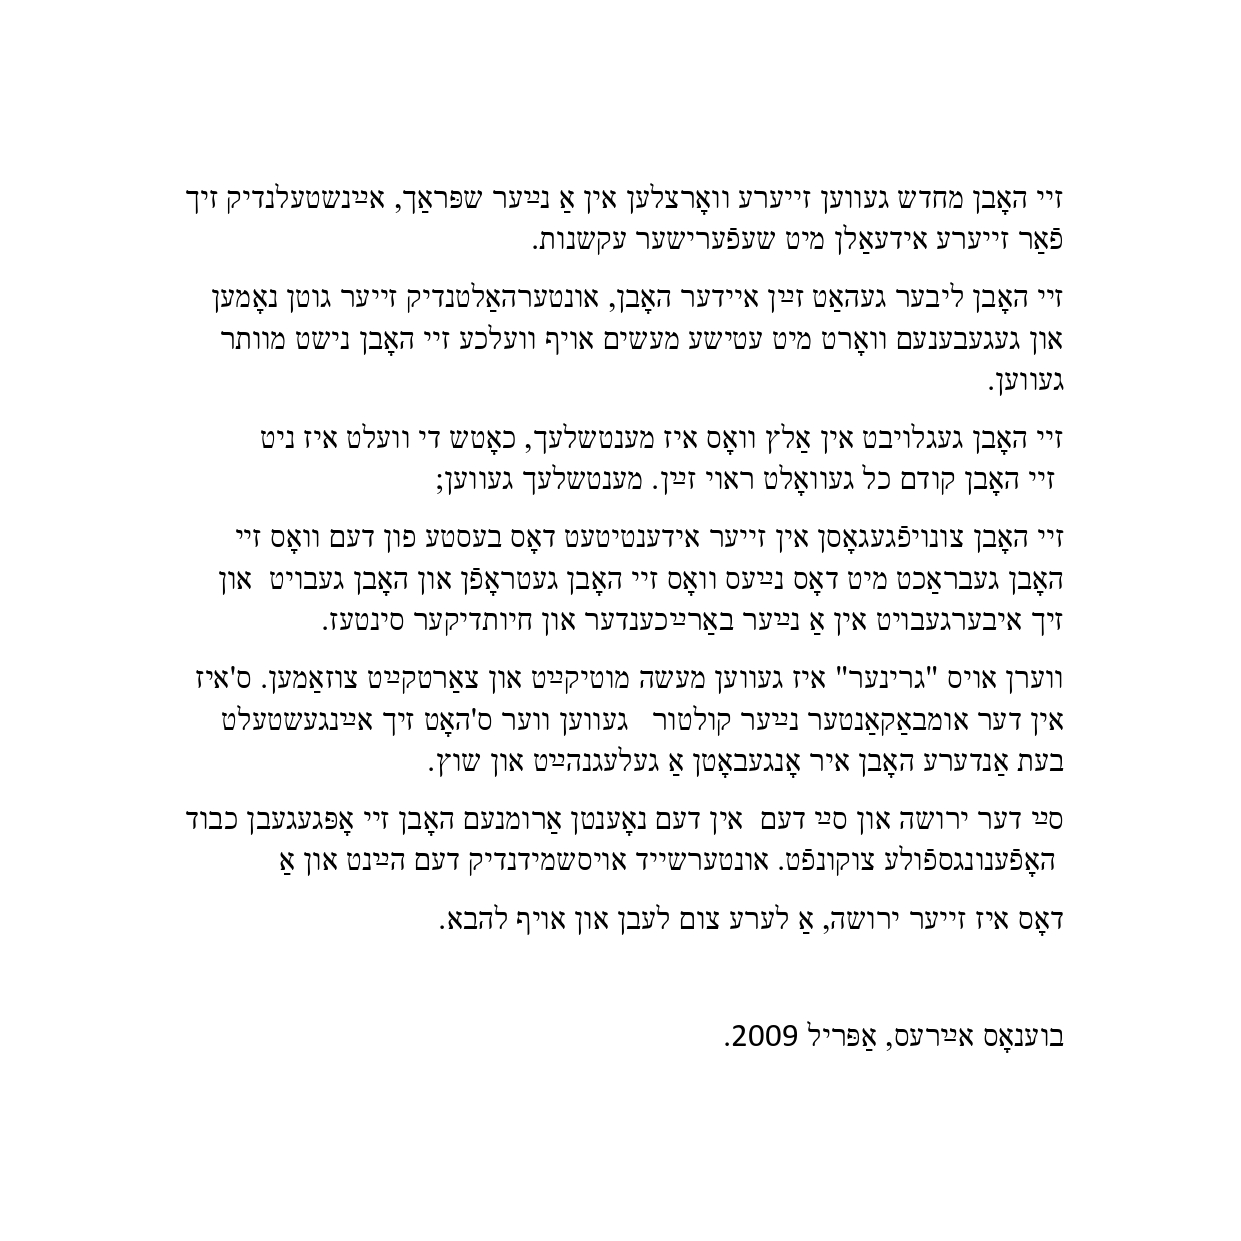 זיי האָבן מחדש געווען זייערע וואָרצלען אין אַ נײַער שפּראַך, אײַנשטעלנדיק זיך
פֿאַר זייערע אידעאַלן מיט שעפֿערישער עקשנות.
זיי האָבן ליבער געהאַט זײַן איידער האָבן, אונטערהאַלטנדיק זייער גוטן נאָמען
און געגעבענעם וואָרט מיט עטישע מעשים אויף וועלכע זיי האָבן נישט מוותר
געווען.
זיי האָבן געגלויבט אין אַלץ וואָס איז מענטשלעך, כאָטש די וועלט איז ניט
זיי האָבן קודם כל געוואָלט ראוי זײַן. מענטשלעך געווען;
זיי האָבן צונויפֿגעגאָסן אין זייער אידענטיטעט דאָס בעסטע פון דעם וואָס זיי
האָבן געבראַכט מיט דאָס נײַעס וואָס זיי האָבן געטראָפֿן און האָבן געבויט  און
זיך איבערגעבויט אין אַ נײַער באַרײַכענדער און חיותדיקער סינטעז.
ווערן אויס "גרינער" איז געווען מעשה מוטיקײַט און צאַרטקײַט צוזאַמען. ס'איז
אין דער אומבאַקאַנטער נײַער קולטור   געווען ווער ס'האָט זיך אײַנגעשטעלט
בעת אַנדערע האָבן איר אָנגעבאָטן אַ געלעגנהײַט און שוץ.
סײַ דער ירושה און סײַ דעם  אין דעם נאָענטן אַרומנעם האָבן זיי אָפּגעגעבן כבוד
האָפֿענונגספֿולע צוקונפֿט. אונטערשייד אויסשמידנדיק דעם הײַנט און אַ
דאָס איז זייער ירושה, אַ לערע צום לעבן און אויף להבא.
בוענאָס אײַרעס, אַפּריל 2009.